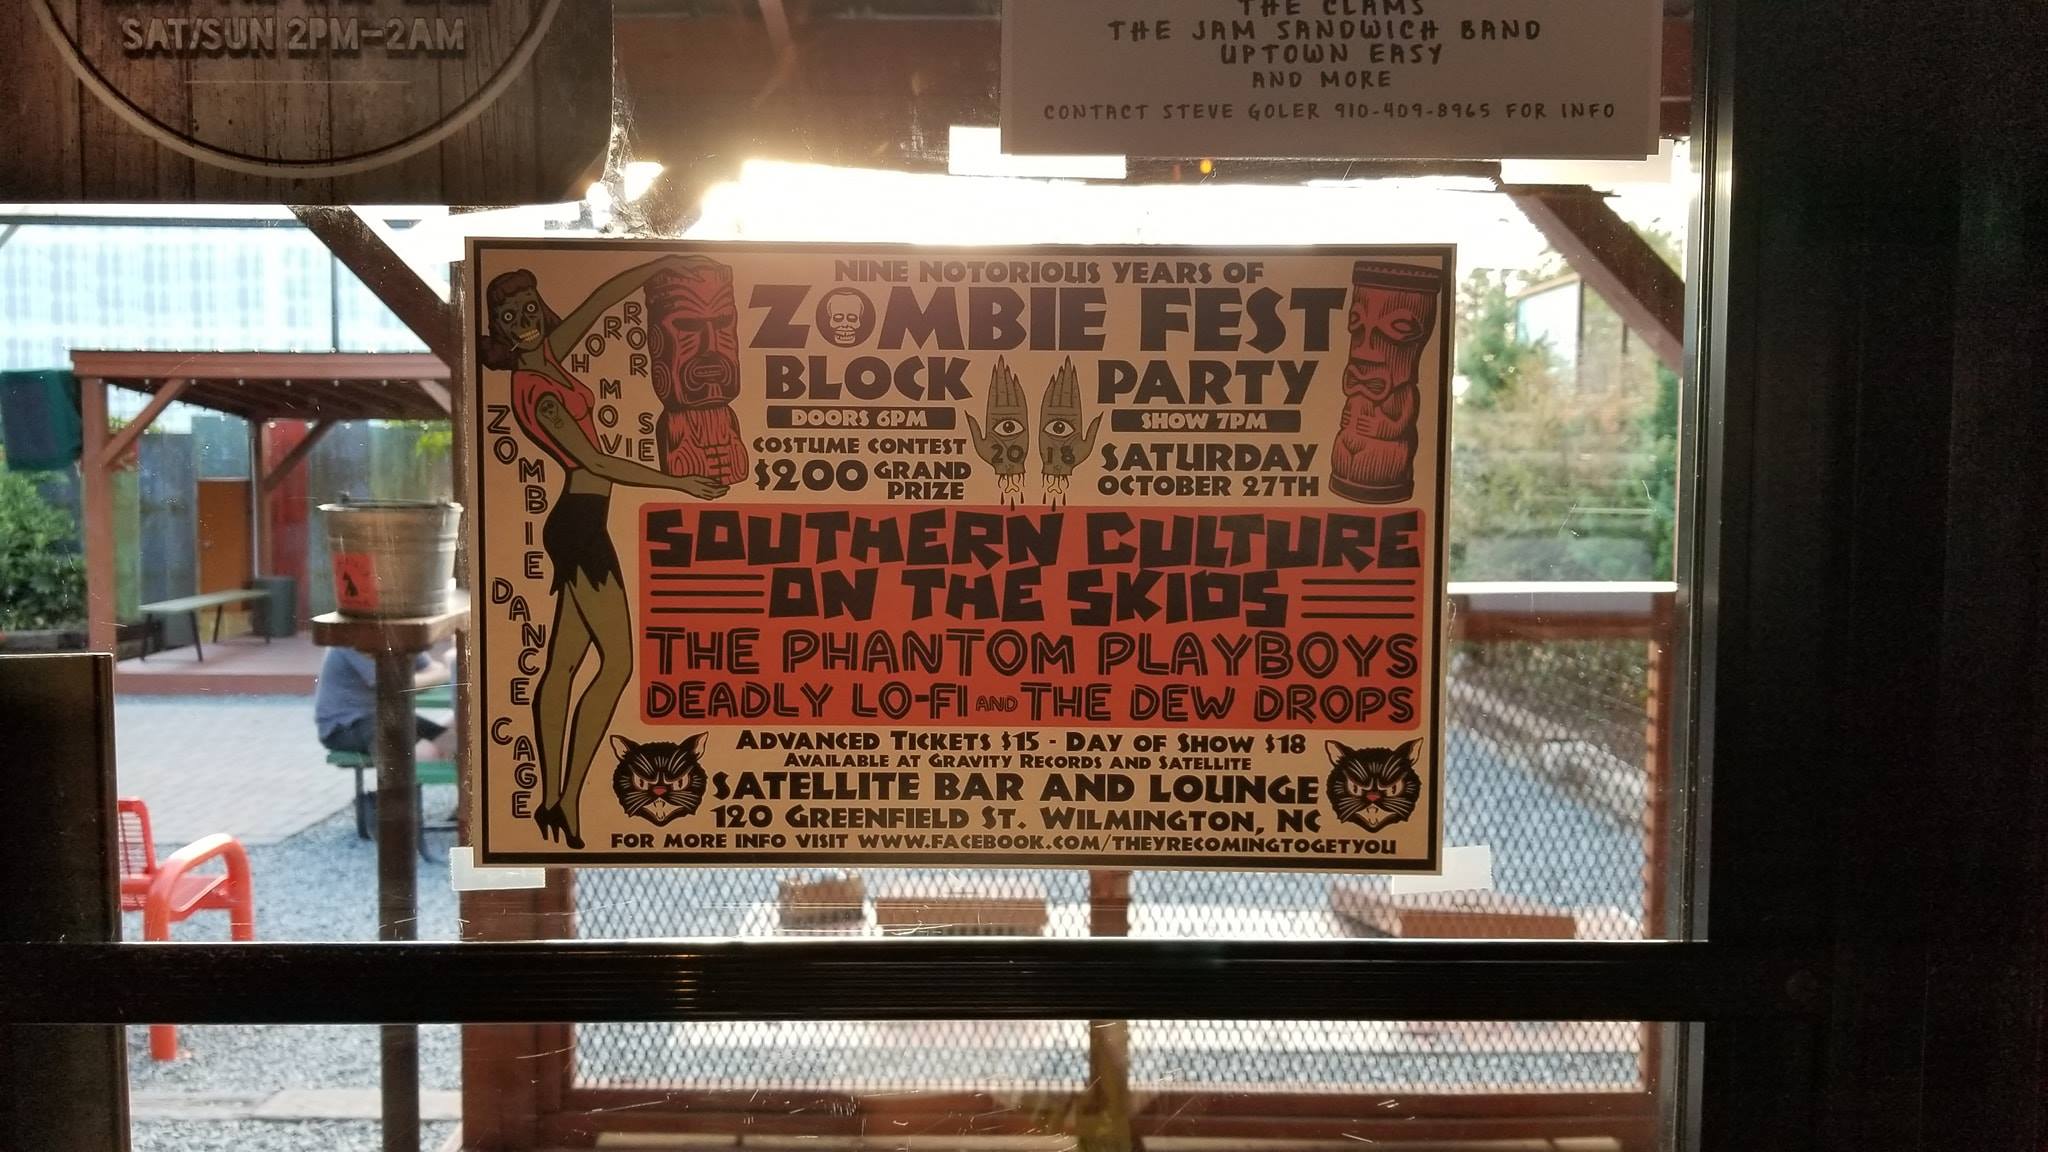 SAT/SUN 2PM-2AM
THE CLAMS
THE JAM SANDWICH BAND
UPTOWN EASY
AND MORE
CONTACT STEVE GOLER 910-409-8965 FOR INFO
NINE NOTORIOUS YEARS OF
ZOMBIE FEST
BLOCK PARTY
DOORS 6PM
SHOW 7PM
COSTUME CONTEST
$200 GRAND PRIZE
2018
SATURDAY
OCTOBER 27TH
HORROR
MOVIES
ZOMBIE DANCE CAGE
SOUTHERN CULTURE
ON THE SKIDS
THE PHANTOM PLAYBOYS
DEADLY LO-FI AND THE DEW DROPS
ADVANCED TICKETS $15 - DAY OF SHOW $18
AVAILABLE AT GRAVITY RECORDS AND SATELLITE
SATELLITE BAR AND LOUNGE
120 GREENFIELD ST. WILMINGTON, NC
FOR MORE INFO VISIT WWW.FACEBOOK.COM/THEYRECOMINGTOGETYOU